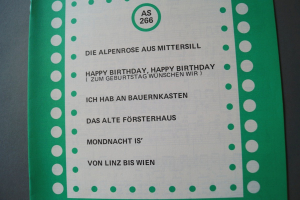 AS
266
DIE ALPENROSE AUS MITTERSILL
HAPPY BIRTHDAY, HAPPY BIRTHDAY
( ZUM GEBURTSTAG WÜNSCHEN WIR )
ICH HAB AN BAUERNKASTEN
DAS ALTE FÖRSTERHAUS
MONDNACHT IS'
VON LINZ BIS WIEN